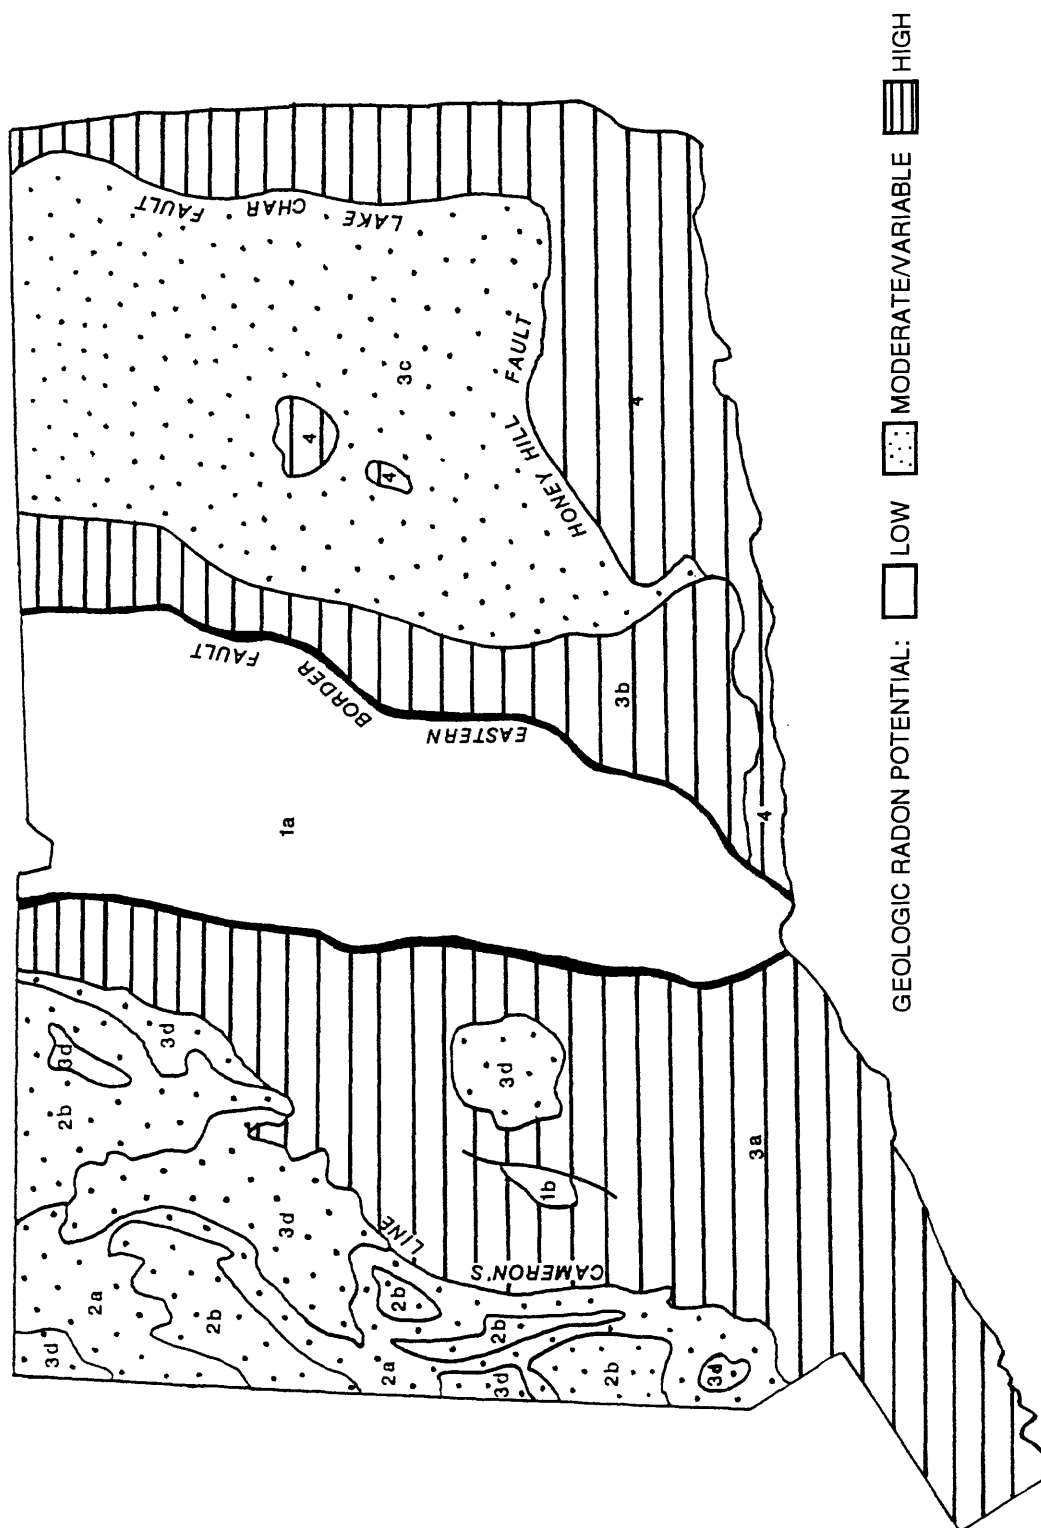 3d
2b
3d
2a
3d
2b
3d
2a
2b
2b
3d
2b
3d
CAMERON'S
LINE
1b
3d
3a
1a
EASTERN
BORDER
FAULT
3b
4
4
4
3c
4
HONEY HILL FAULT
LAKE CHAR FAULT
GEOLOGIC RADON POTENTIAL: LOW MODERATE/VARIABLE HIGH